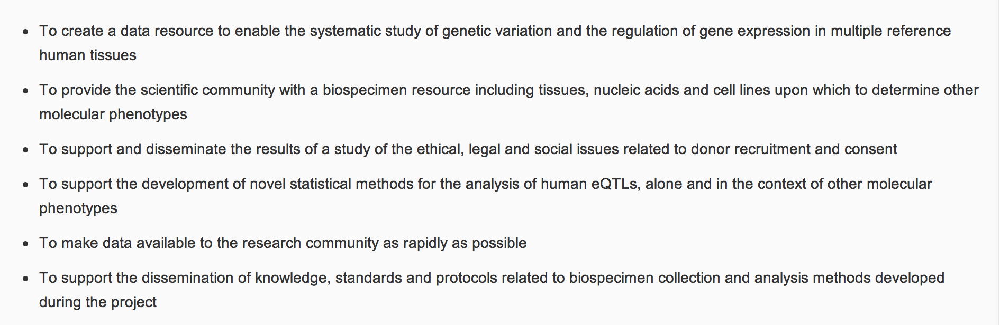 • To create a data resource to enable the systematic study of genetic variation and the regulation of gene expression in multiple reference
human tissues
• To provide the scientific community with a biospecimen resource including tissues, nucleic acids and cell lines upon which to determine other
molecular phenotypes
• To support and disseminate the results of a study of the ethical, legal and social issues related to donor recruitment and consent
• To support the development of novel statistical methods for the analysis of human eQTLs, alone and in the context of other molecular
phenotypes
• To make data available to the research community as rapidly as possible
• To support the dissemination of knowledge, standards and protocols related to biospecimen collection and analysis methods developed
during the project